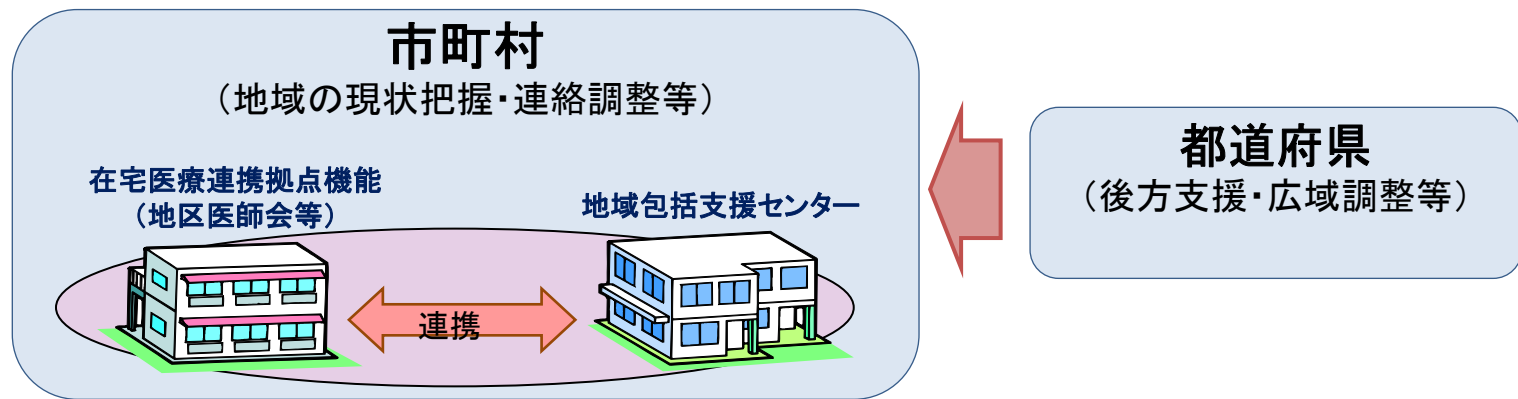 市町村
（地域の現状把握・連絡調整等）
在宅医療連携拠点機能
（地区医師会等）
地域包括支援センター
連携
都道府県
（後方支援・広域調整等）